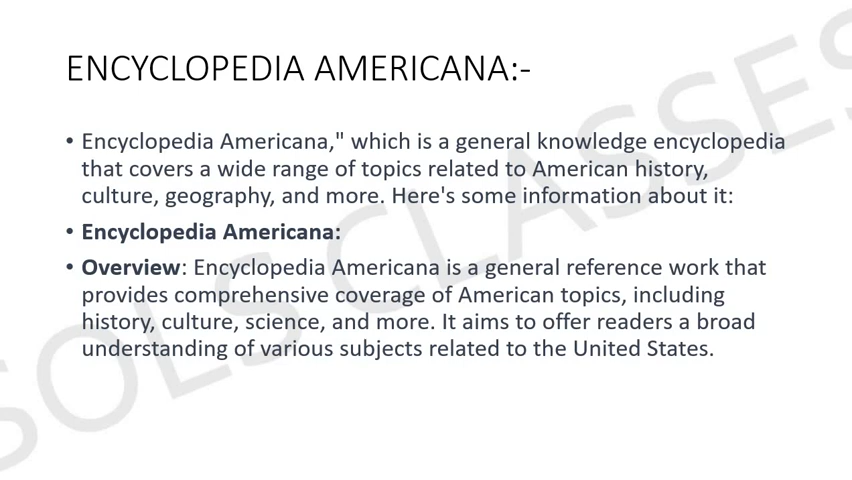 ENCYCLOPEDIA AMERICANA:-
• Encyclopedia Americana," which is a general knowledge encyclopedia
that covers a wide range of topics related to American history,
culture, geography, and more. Here's some information about it:
• Encyclopedia Americana:
• Overview: Encyclopedia Americana is a general reference work that
provides comprehensive coverage of American topics, including
history, culture, science, and more. It aims to offer readers a broad
understanding of various subjects related to the United States.
SOLS CLASSES